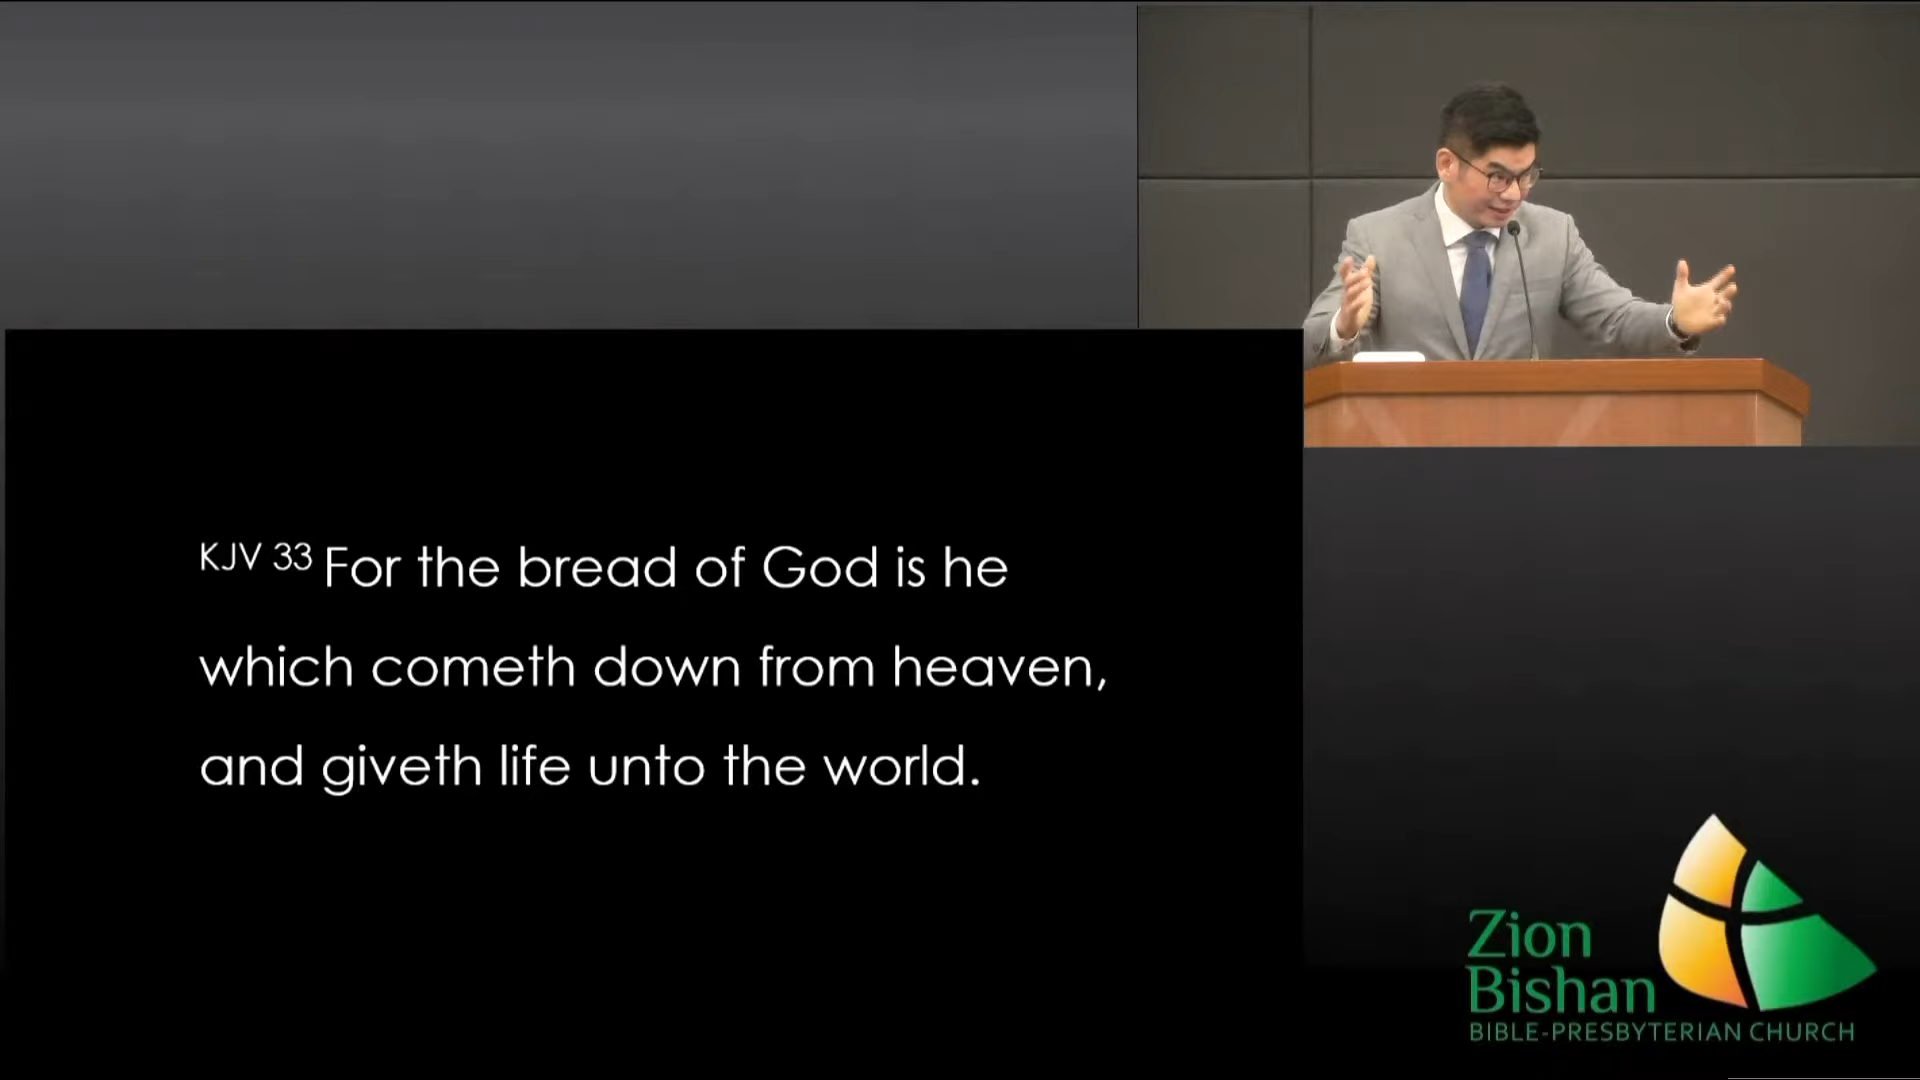 KJV 33 For the bread of God is he
which cometh down from heaven,
and giveth life unto the world.
Zion
Bishan
BIBLE-PRESBYTERIAN CHURCH